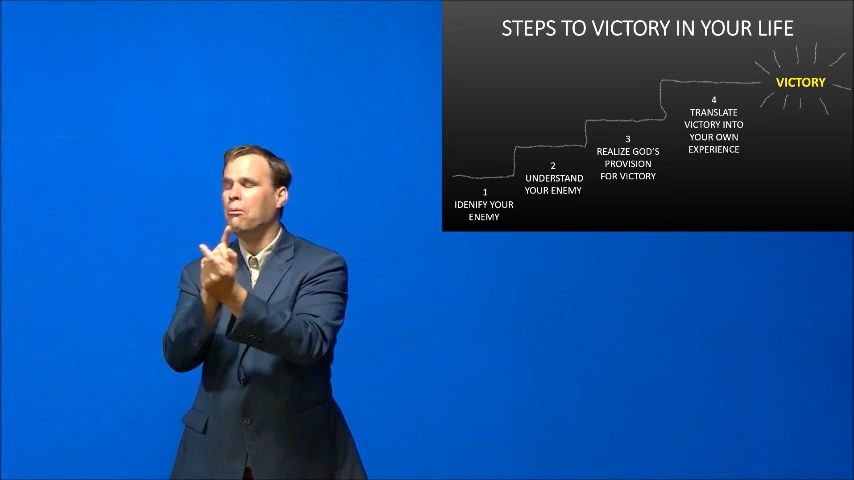 STEPS TO VICTORY IN YOUR LIFE
VICTORY
4
TRANSLATE
VICTORY INTO
YOUR OWN
EXPERIENCE
3
REALIZE GOD'S
PROVISION
FOR VICTORY
2
UNDERSTAND
YOUR ENEMY
1
IDENIFY YOUR
ENEMY